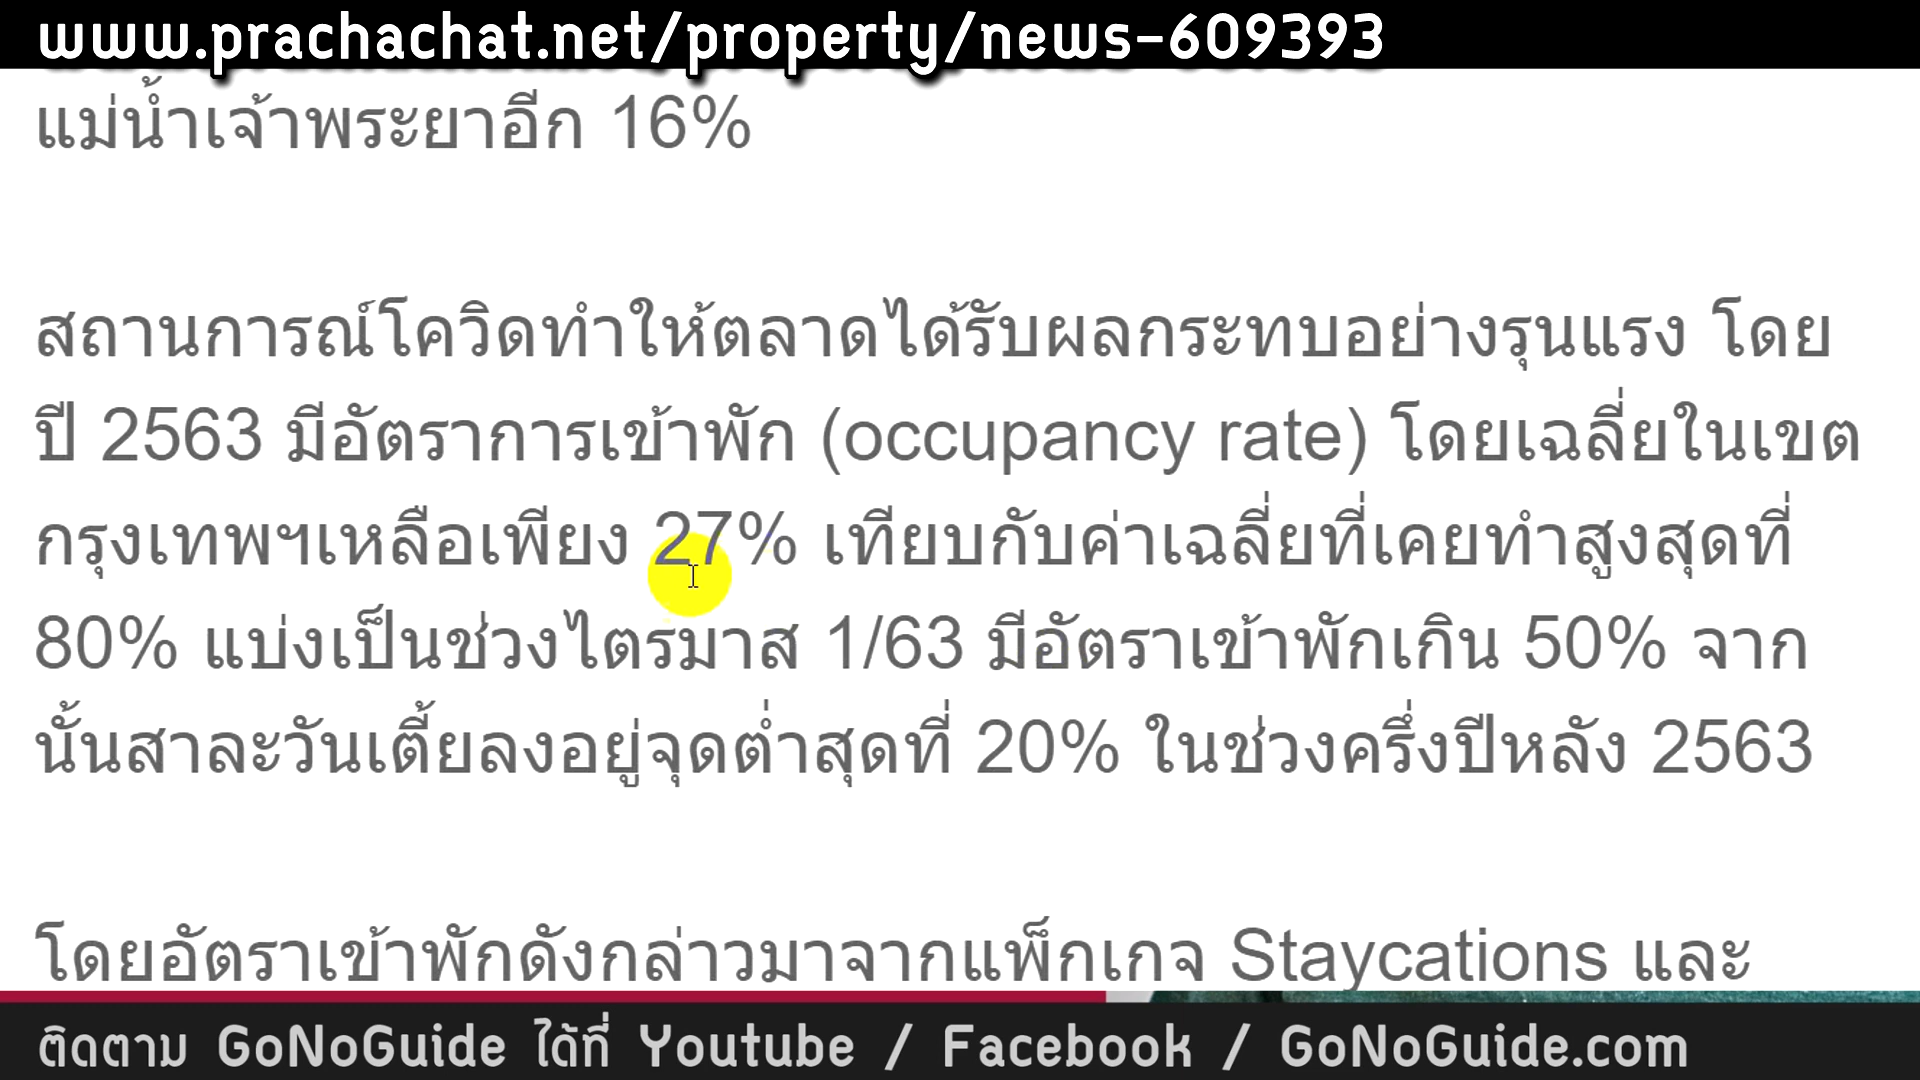 www.prachachat.net/property/news-609393
แม่น้ำเจ้าพระยาอีก 16%
สถานการณ์โควิดทำให้ตลาดได้รับผลกระทบอย่างรุนแรง โดย
ปี 2563 มีอัตราการเข้าพัก (occupancy rate) โดยเฉลี่ยในเขต
กรุงเทพฯเหลือเพียง 27% เทียบกับค่าเฉลี่ยที่เคยทำสูงสุดที่
80% แบ่งเป็นช่วงไตรมาส 1/63 มีอัตราเข้าพักเกิน 50% จาก
นั้นสาละวันเตี้ยลงอยู่จุดต่ำสุดที่ 20% ในช่วงครึ่งปีหลัง 2563
โดยอัตราเข้าพักดังกล่าวมาจากแพ็กเกจ Staycations และ
ติดตาม GoNoGuide ได้ที่ Youtube / Facebook / GoNoGuide.com